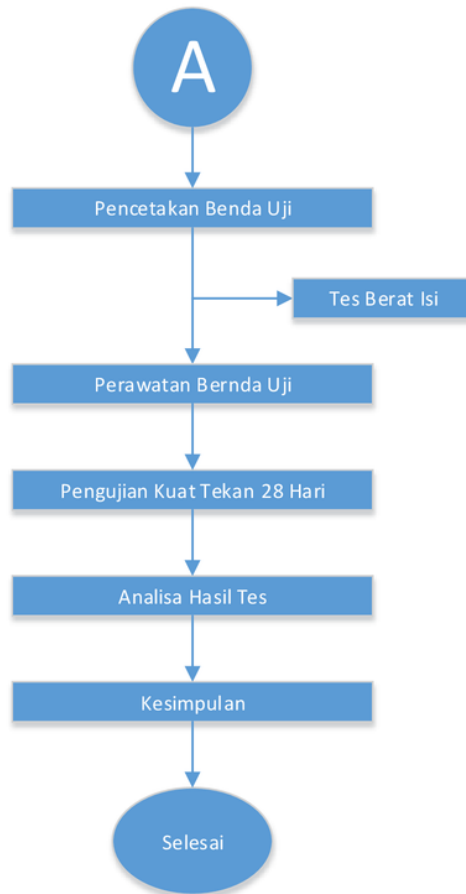 A
Pencetakan Benda Uji
Tes Berat Isi
Perawatan Bernda Uji
Pengujian Kuat Tekan 28 Hari
Analisa Hasil Tes
Kesimpulan
Selesai